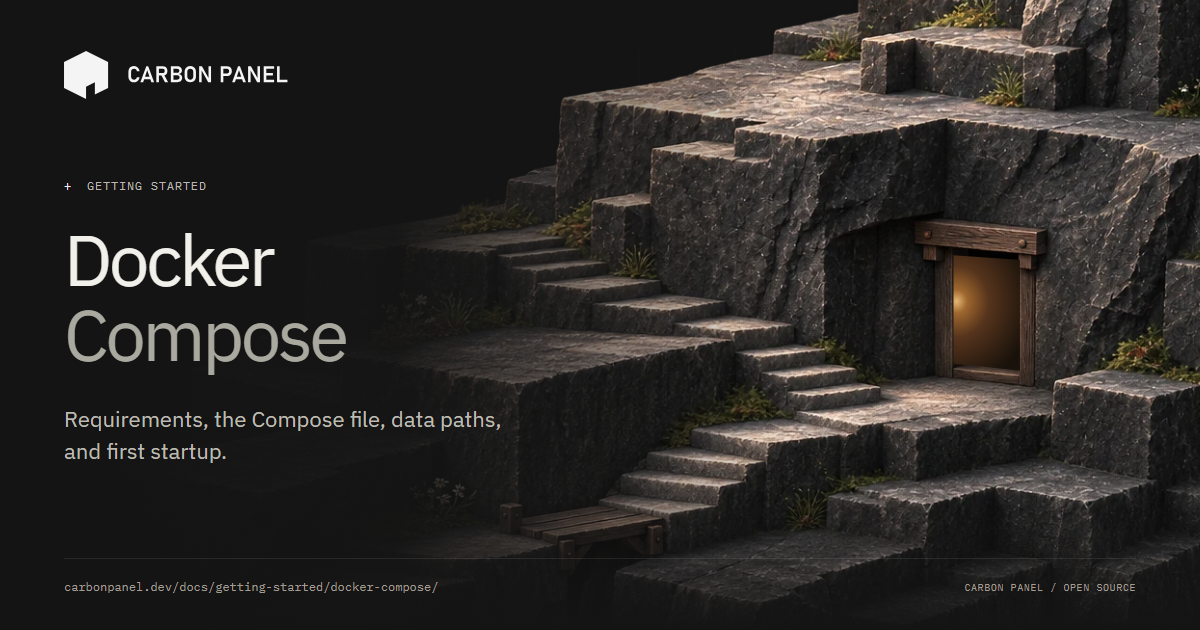 CARBON PANEL
+ GETTING STARTED
Docker
Compose
Requirements, the Compose file, data paths,
and first startup.
carbonpanel.dev/docs/getting-started/docker-compose/
CARBON PANEL / OPEN SOURCE